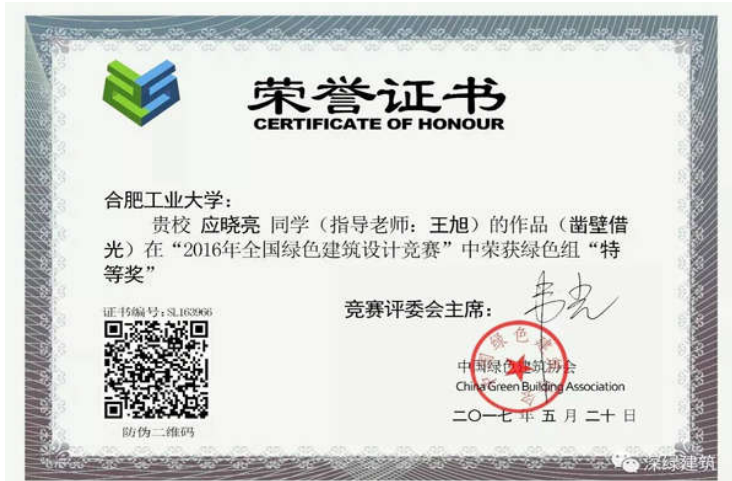 荣誉证书
CERTIFICATE OF HONOUR
合肥工业大学：
贵校 应晓亮 同学（指导老师：王旭）的作品（凿壁借
光）在“2016年全国绿色建筑设计竞赛”中荣获绿色组“特
等奖”
证书编号：SL163966
竞赛评委会主席：
中国绿色建筑协会
China Green Building Association
二〇一七 年 五 月 二十 日
防伪二维码
深绿建筑